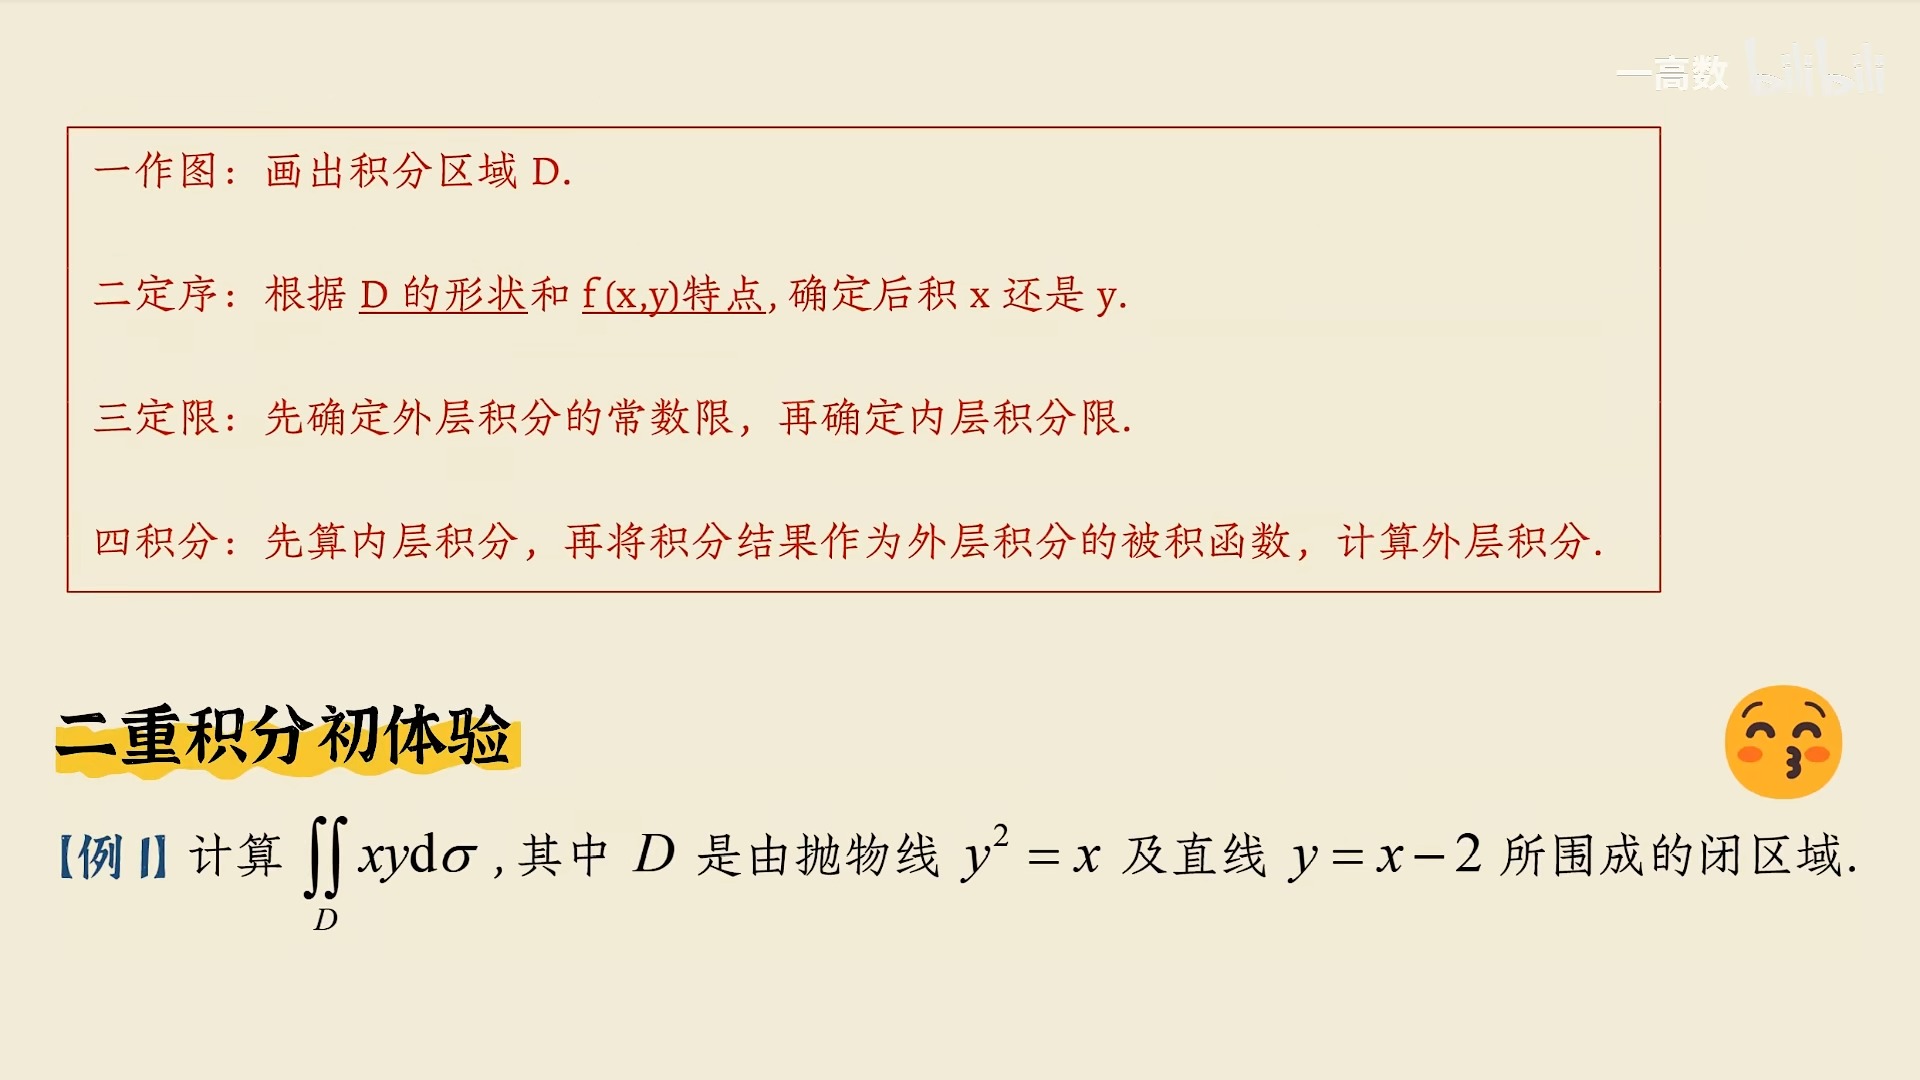 一高数 bilibili
一作图：画出积分区域 D.
二定序：根据 D 的形状和 f(x,y)特点,确定后积 x 还是 y.
三定限：先确定外层积分的常数限，再确定内层积分限.
四积分：先算内层积分，再将积分结果作为外层积分的被积函数，计算外层积分.
二重积分初体验
【例1】计算 ∬_D xydσ ,其中 D 是由抛物线 y² = x 及直线 y = x − 2 所围成的闭区域.